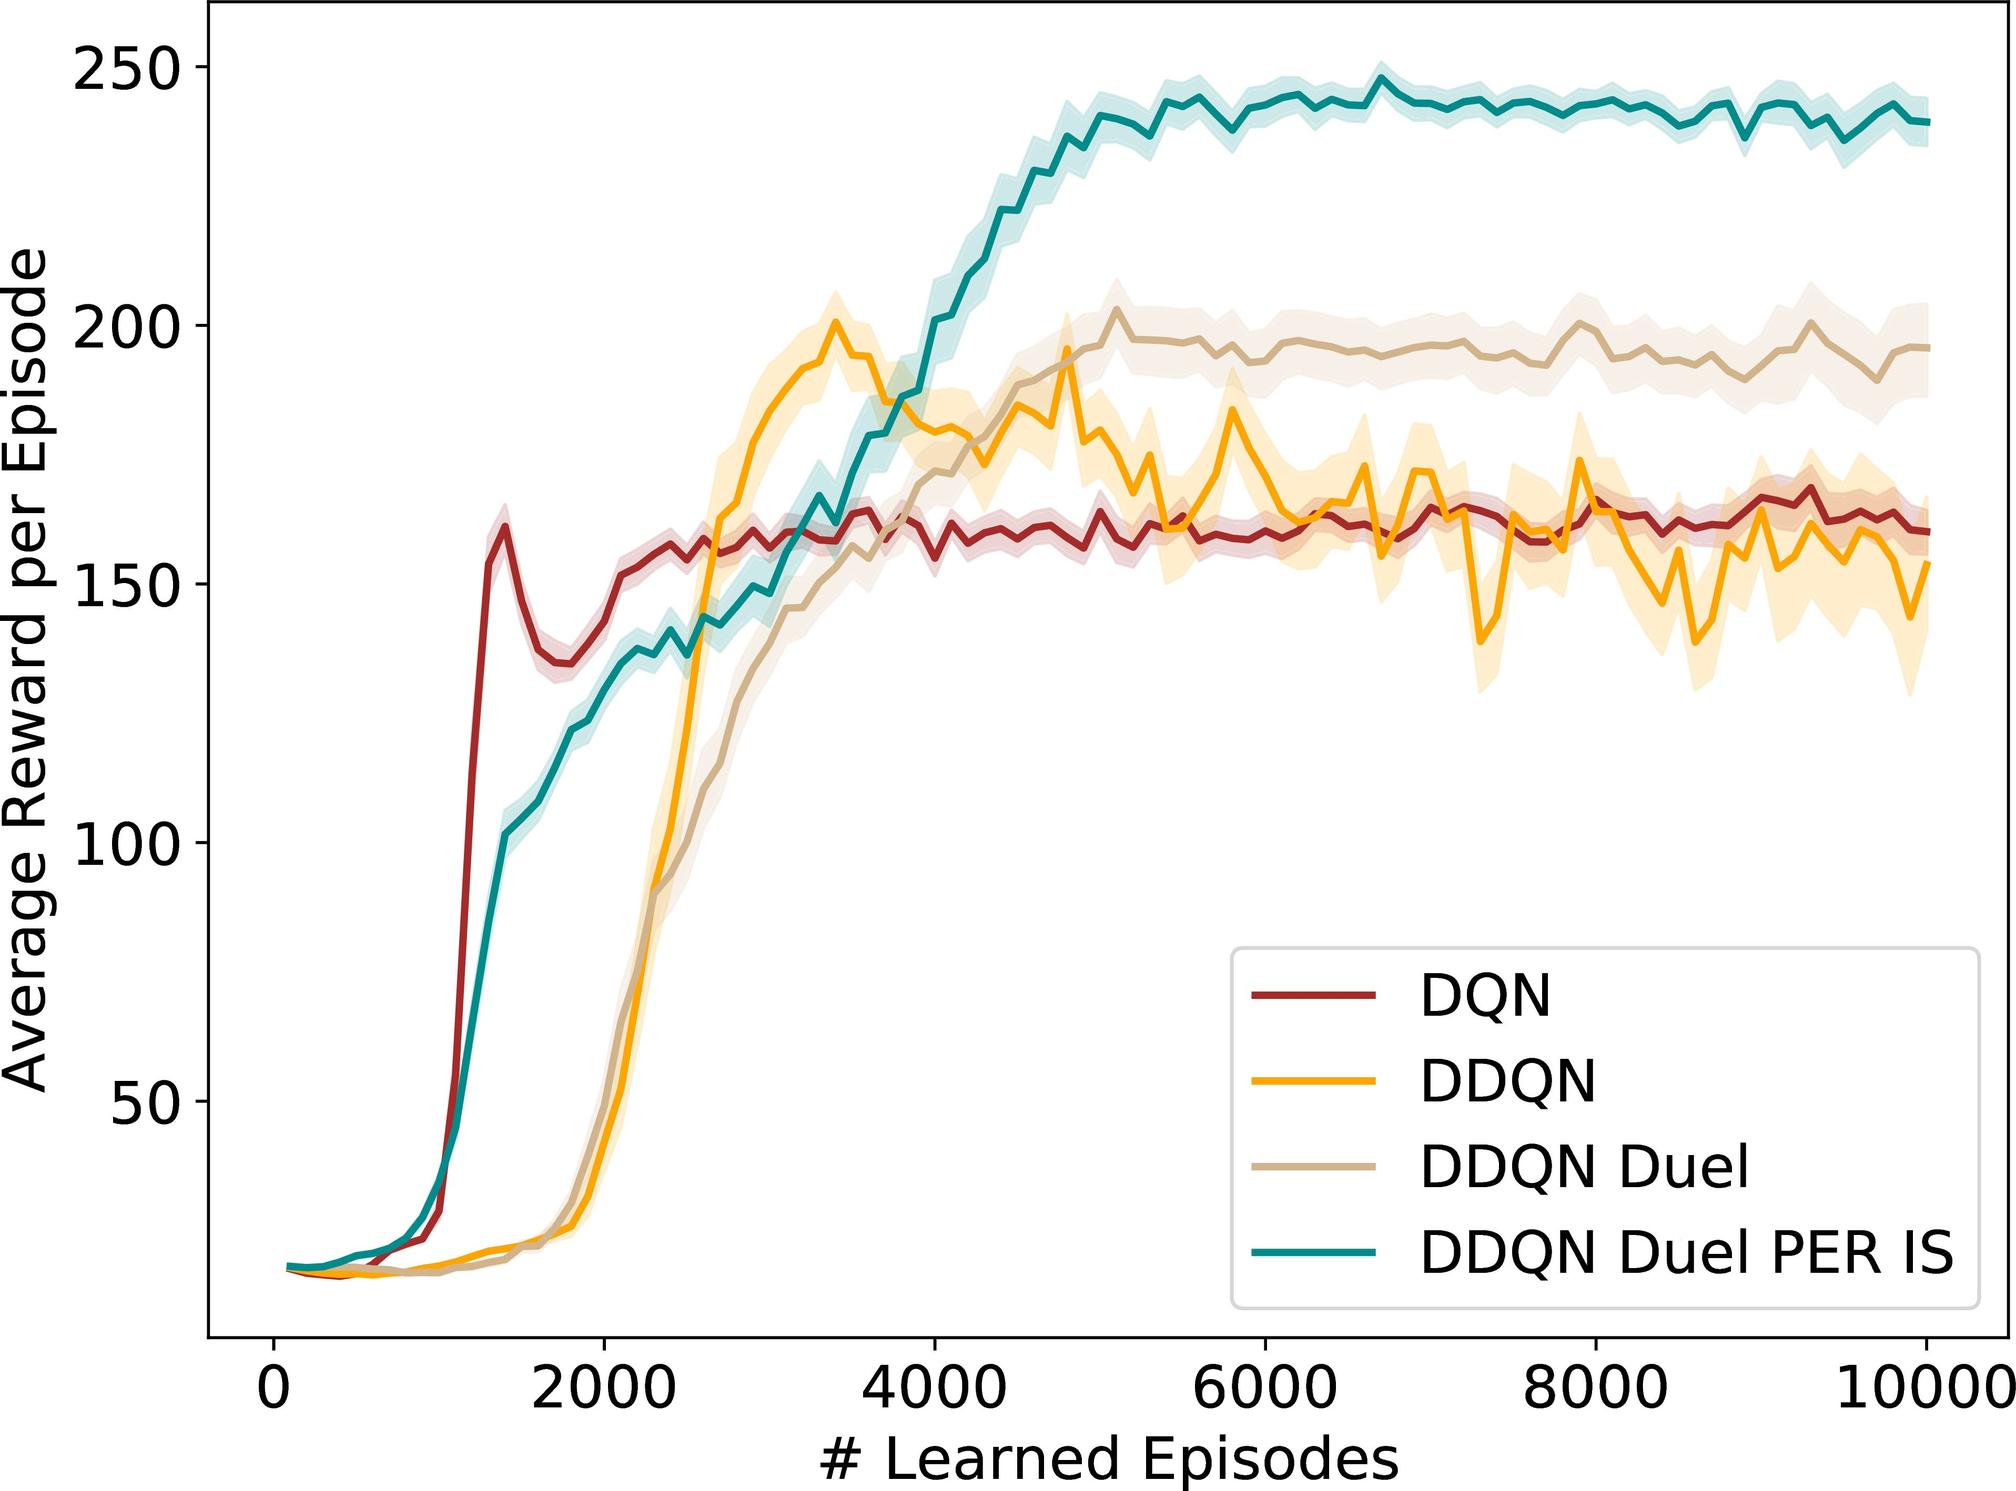 250
200
150
100
50
Average Reward per Episode
0 2000 4000 6000 8000 10000
# Learned Episodes
DQN
DDQN
DDQN Duel
DDQN Duel PER IS